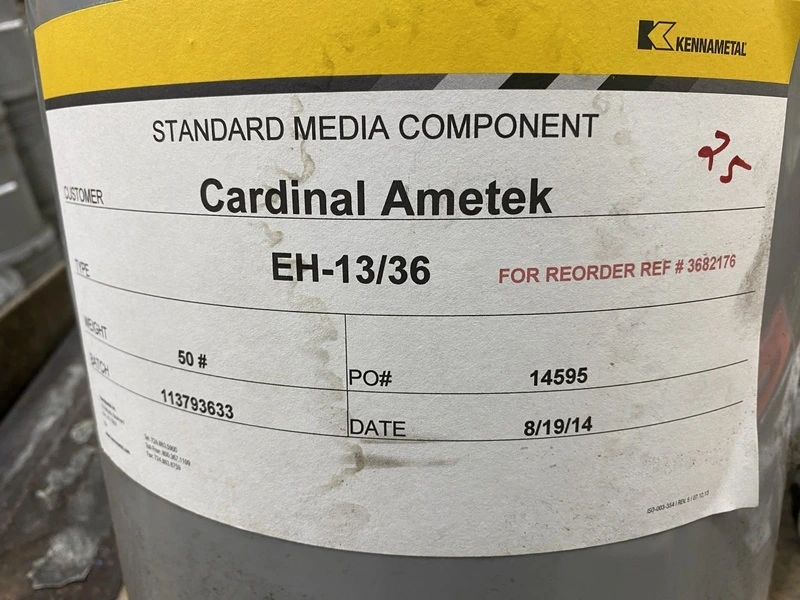 KENNAMETAL
STANDARD MEDIA COMPONENT
25
CUSTOMER Cardinal Ametek
TYPE EH-13/36 FOR REORDER REF # 3682176
WEIGHT 50 # PO# 14595
BATCH 113793633 DATE 8/19/14